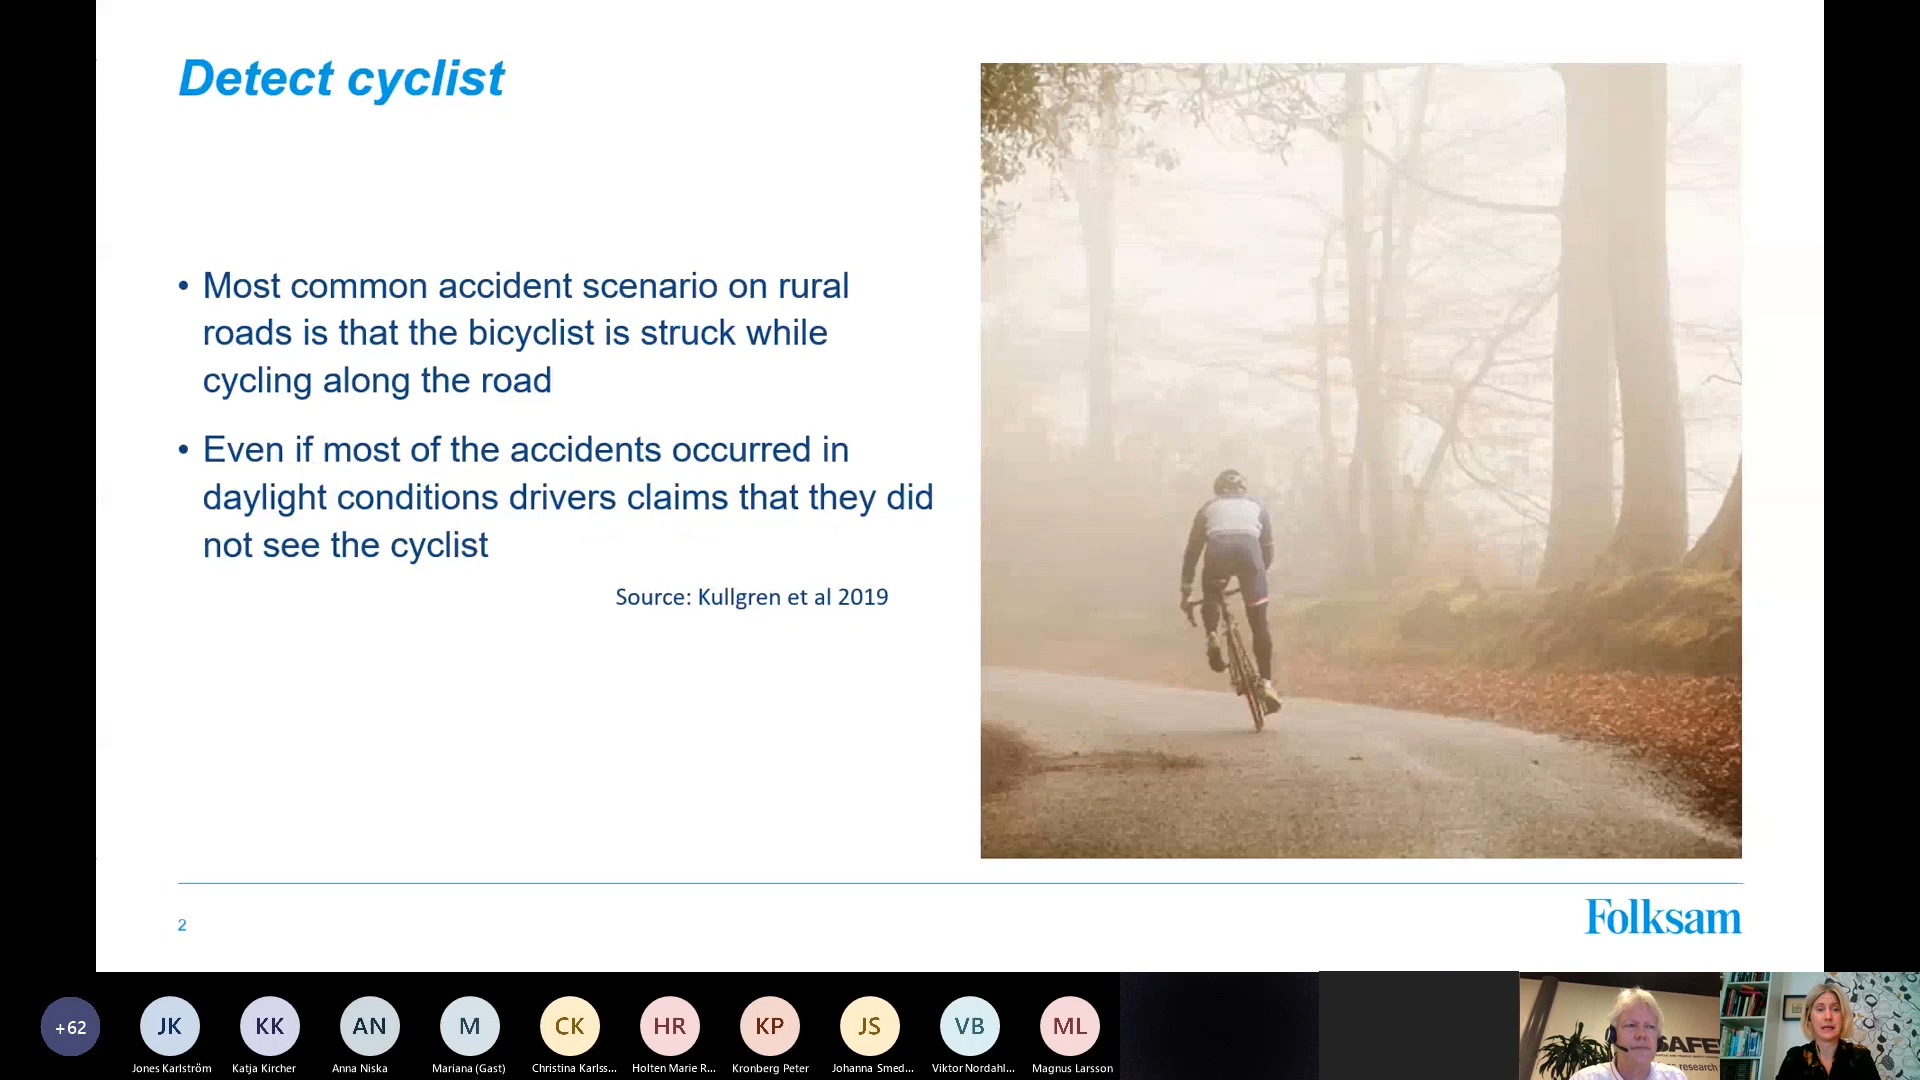 Detect cyclist
• Most common accident scenario on rural
roads is that the bicyclist is struck while
cycling along the road
• Even if most of the accidents occurred in
daylight conditions drivers claims that they did
not see the cyclist
Source: Kullgren et al 2019
2
Folksam
+62
JK
KK
AN
M
CK
HR
KP
JS
VB
ML
Jones Karlström
Katja Kircher
Anna Niska
Mariana (Gast)
Christina Karlss...
Holten Marie R...
Kronberg Peter
Johanna Smed...
Viktor Nordahl...
Magnus Larsson
SAFE
research